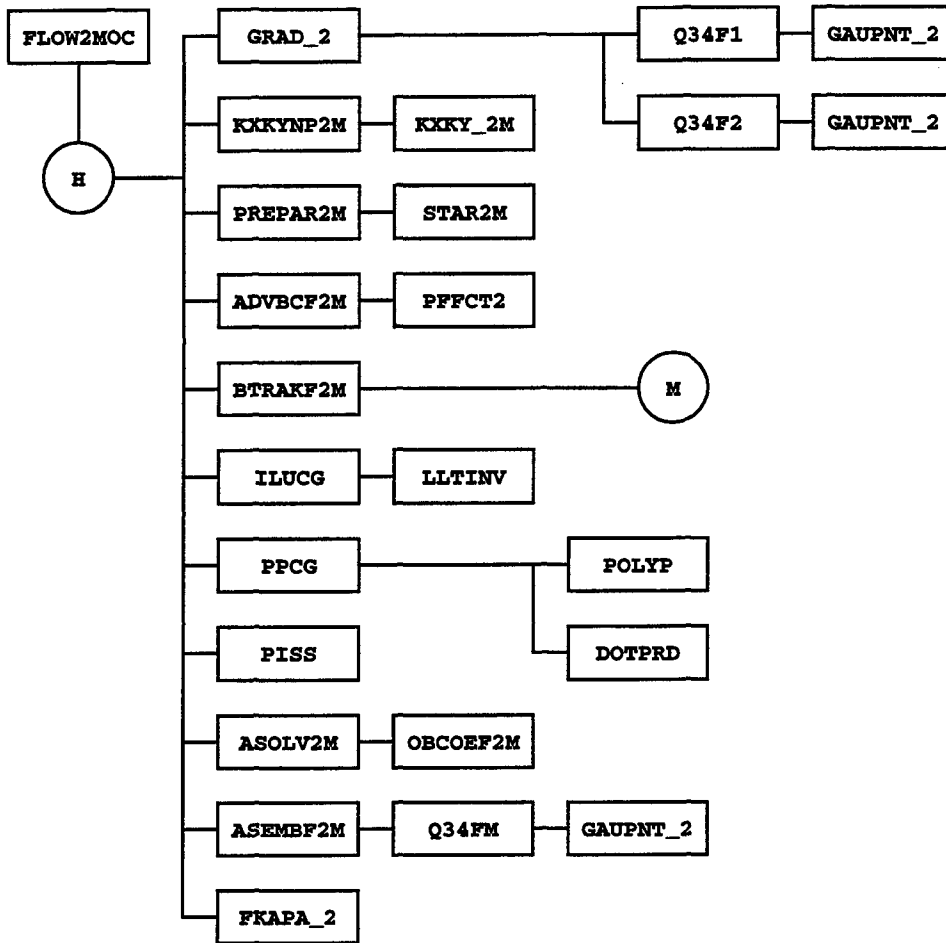 FLOW2MOC
GRAD_2
Q34F1
GAUPNT_2
KXKYNP2M
KXKY_2M
Q34F2
GAUPNT_2
H
PREPAR2M
STAR2M
ADVBCF2M
PFFCT2
BTRAKF2M
M
ILUCG
LLTINV
PPCG
POLYP
DOTPRD
PISS
ASOLV2M
OBCOEF2M
ASEMBF2M
Q34FM
GAUPNT_2
FKAPA_2